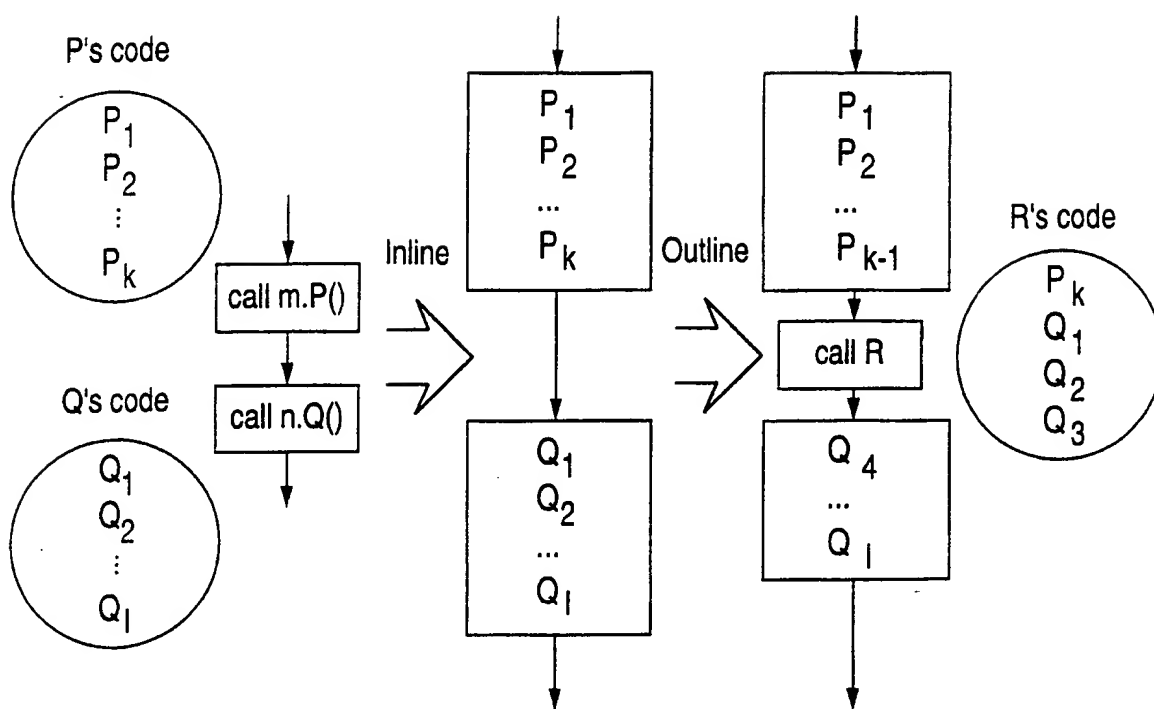 P's code
P1
P2
...
Pk
call m.P()
call n.Q()
Q's code
Q1
Q2
...
Ql
Inline
P1
P2
...
Pk
Q1
Q2
...
Ql
Outline
P1
P2
...
Pk-1
call R
Q4
...
Ql
R's code
Pk
Q1
Q2
Q3